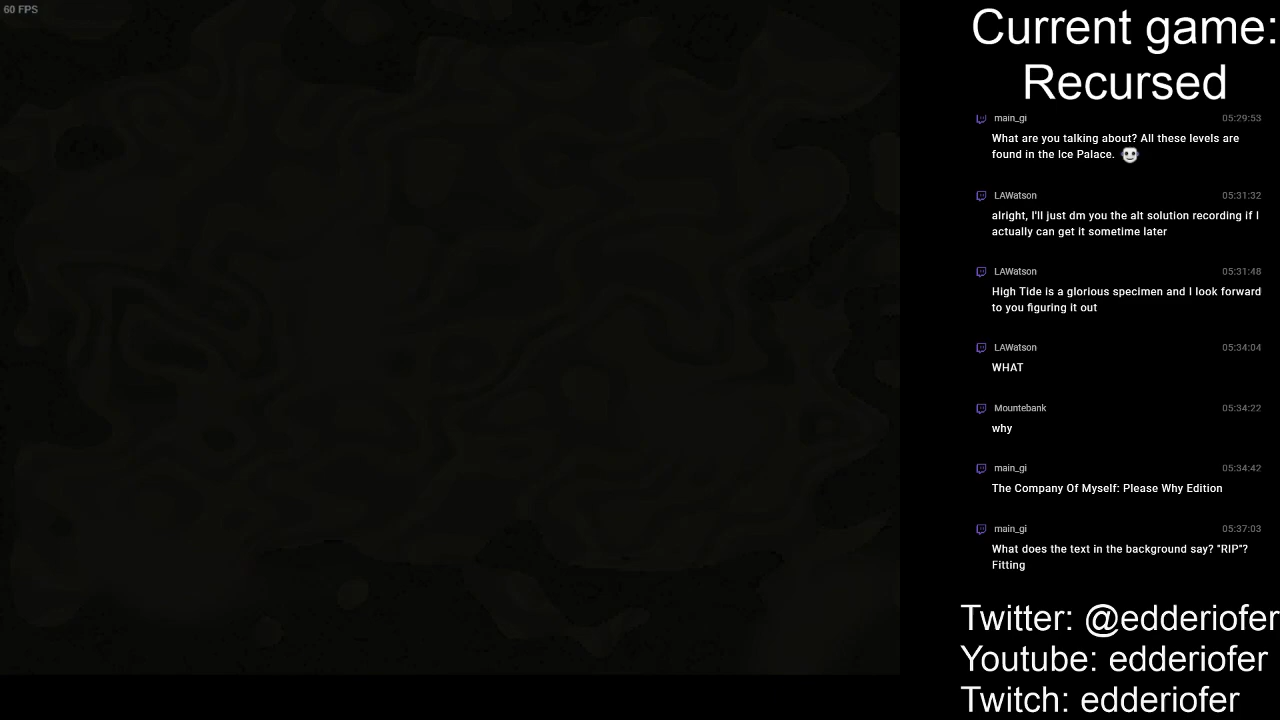 60 FPS
Current game:
Recursed
main_gi 05:29:53
What are you talking about? All these levels are
found in the Ice Palace.
LAWatson 05:31:32
alright, I'll just dm you the alt solution recording if I
actually can get it sometime later
LAWatson 05:31:48
High Tide is a glorious specimen and I look forward
to you figuring it out
LAWatson 05:34:04
WHAT
Mountebank 05:34:22
why
main_gi 05:34:42
The Company Of Myself: Please Why Edition
main_gi 05:37:03
What does the text in the background say? "RIP"?
Fitting
Twitter: @edderiofer
Youtube: edderiofer
Twitch: edderiofer